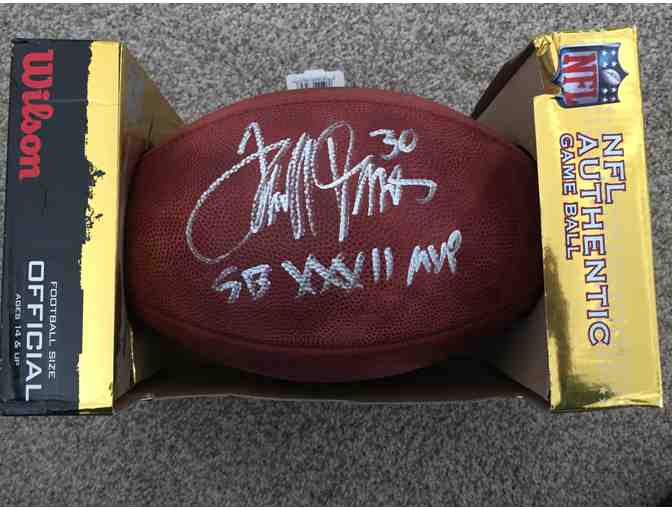 Wilson
FOOTBALL SIZE
OFFICIAL
AGES 14 & UP
30
SB XXXII MVP
NFL
NFL
AUTHENTIC
GAME BALL